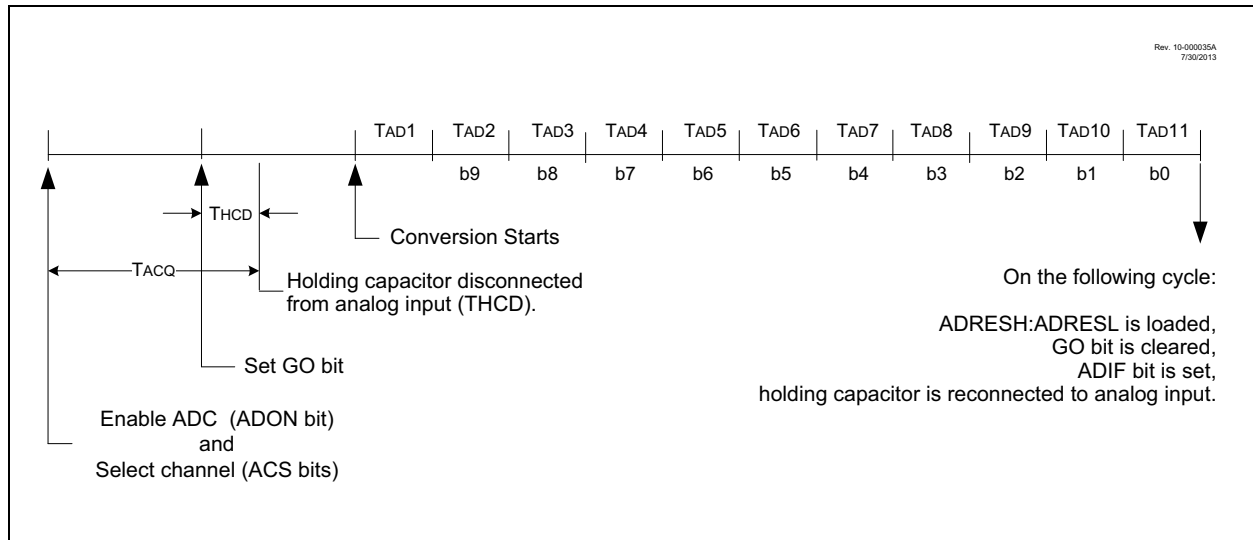 Rev. 10-000035A
7/30/2013
TAD1 TAD2 TAD3 TAD4 TAD5 TAD6 TAD7 TAD8 TAD9 TAD10 TAD11
b9 b8 b7 b6 b5 b4 b3 b2 b1 b0
THCD
Conversion Starts
TACQ
Holding capacitor disconnected
from analog input (THCD).
Set GO bit
Enable ADC (ADON bit)
and
Select channel (ACS bits)
On the following cycle:
ADRESH:ADRESL is loaded,
GO bit is cleared,
ADIF bit is set,
holding capacitor is reconnected to analog input.